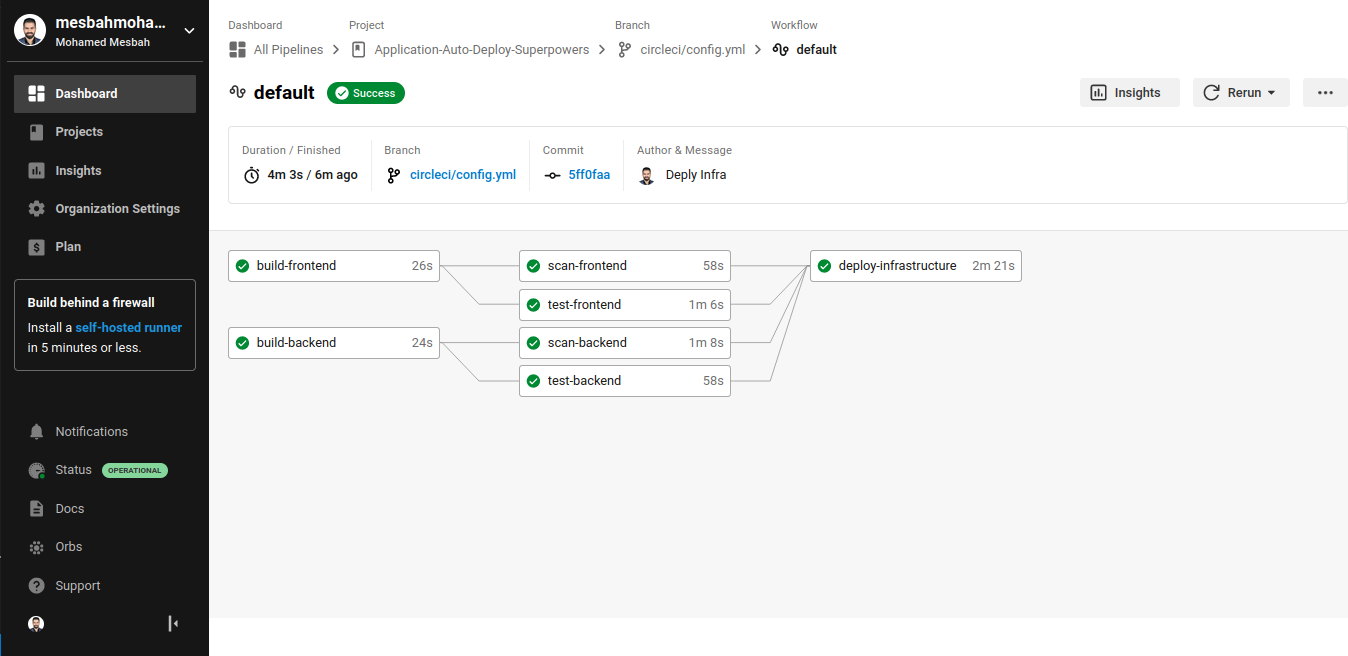 mesbahmoha...
Mohamed Mesbah
Dashboard
Projects
Insights
Organization Settings
Plan
Build behind a firewall
Install a self-hosted runner
in 5 minutes or less.
Notifications
Status OPERATIONAL
Docs
Orbs
Support
Dashboard Project Branch Workflow
All Pipelines Application-Auto-Deploy-Superpowers circleci/config.yml default
default Success Insights Rerun
Duration / Finished Branch Commit Author & Message
4m 3s / 6m ago circleci/config.yml 5ff0faa Deply Infra
build-frontend 26s scan-frontend 58s deploy-infrastructure 2m 21s
test-frontend 1m 6s
build-backend 24s scan-backend 1m 8s
test-backend 58s